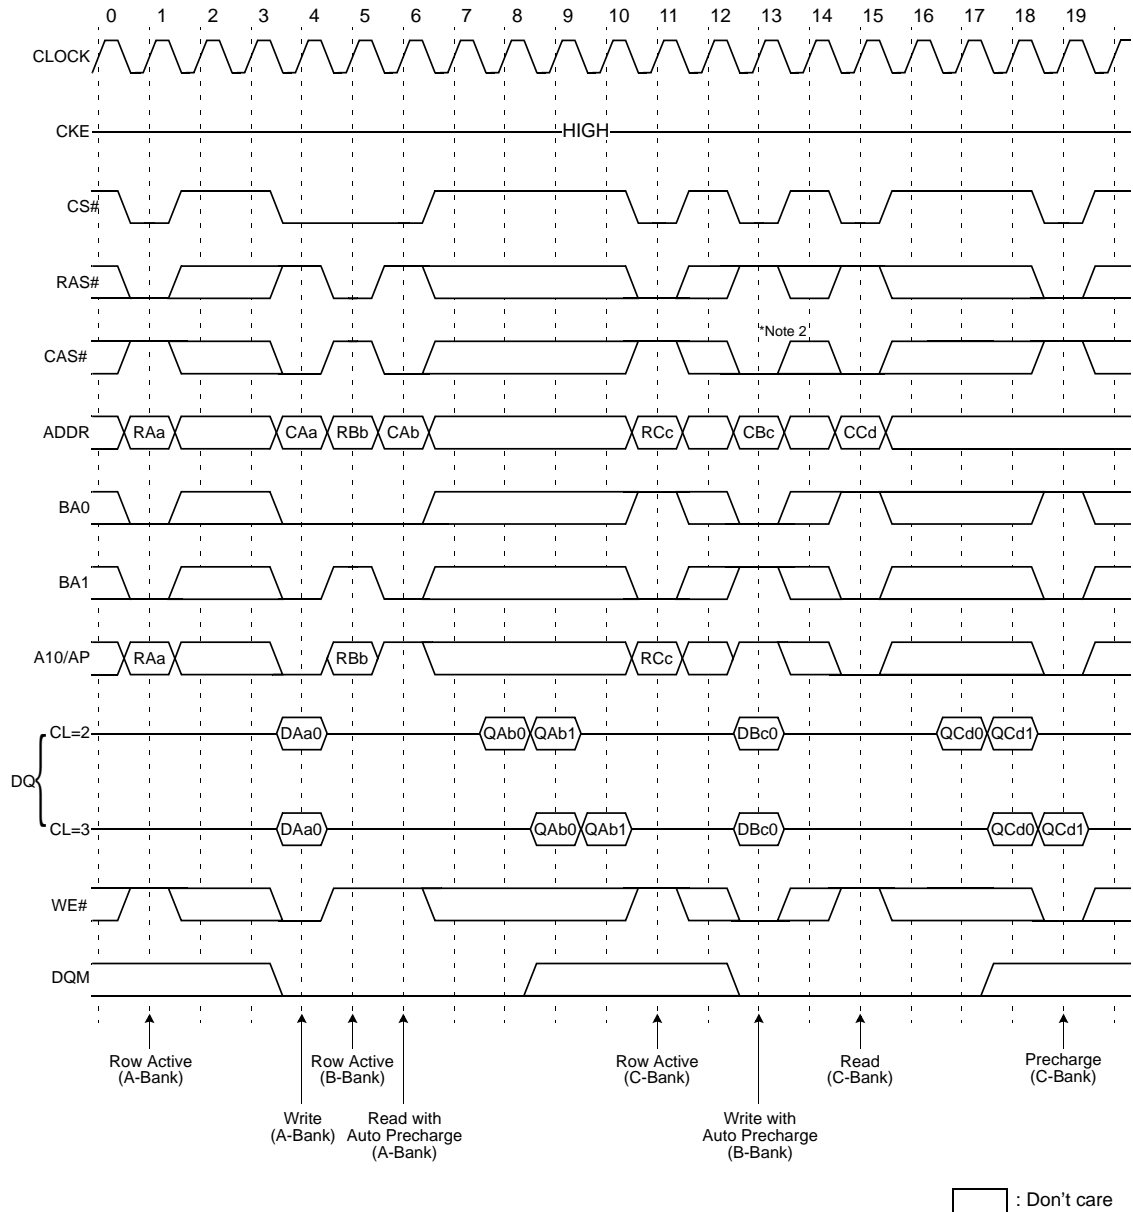 0 1 2 3 4 5 6 7 8 9 10 11 12 13 14 15 16 17 18 19
CLOCK
CKE HIGH
CS#
RAS#
*Note 2
CAS#
ADDR RAa CAa RBb CAb RCc CBc CCd
BA0
BA1
A10/AP RAa RBb RCc
CL=2 DAa0 QAb0 QAb1 DBc0 QCd0 QCd1
DQ
CL=3 DAa0 QAb0 QAb1 DBc0 QCd0 QCd1
WE#
DQM
Row Active
(A-Bank)
Row Active
(B-Bank)
Row Active
(C-Bank)
Read
(C-Bank)
Precharge
(C-Bank)
Write
(A-Bank)
Read with
Auto Precharge
(A-Bank)
Write with
Auto Precharge
(B-Bank)
: Don't care